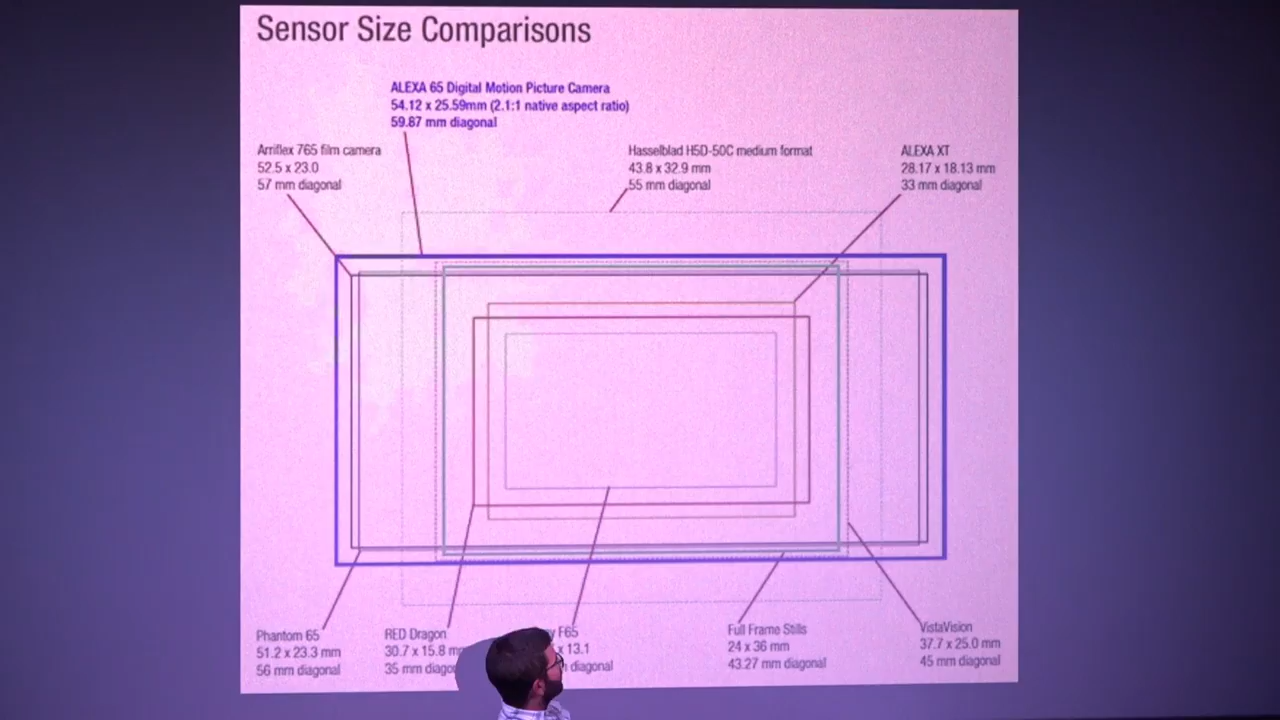 Sensor Size Comparisons
ALEXA 65 Digital Motion Picture Camera
54.12 x 25.59mm (2.1:1 native aspect ratio)
59.87 mm diagonal
Arriflex 765 film camera
52.5 x 23.0
57 mm diagonal
Hasselblad H5D-50C medium format
43.8 x 32.9 mm
55 mm diagonal
ALEXA XT
28.17 x 18.13 mm
33 mm diagonal
Phantom 65
51.2 x 23.3 mm
56 mm diagonal
RED Dragon
30.7 x 15.8
35 mm
F65
x 13.1
diagonal
Full Frame Stills
24 x 36 mm
43.27 mm diagonal
VistaVision
37.7 x 25.0 mm
45 mm diagonal